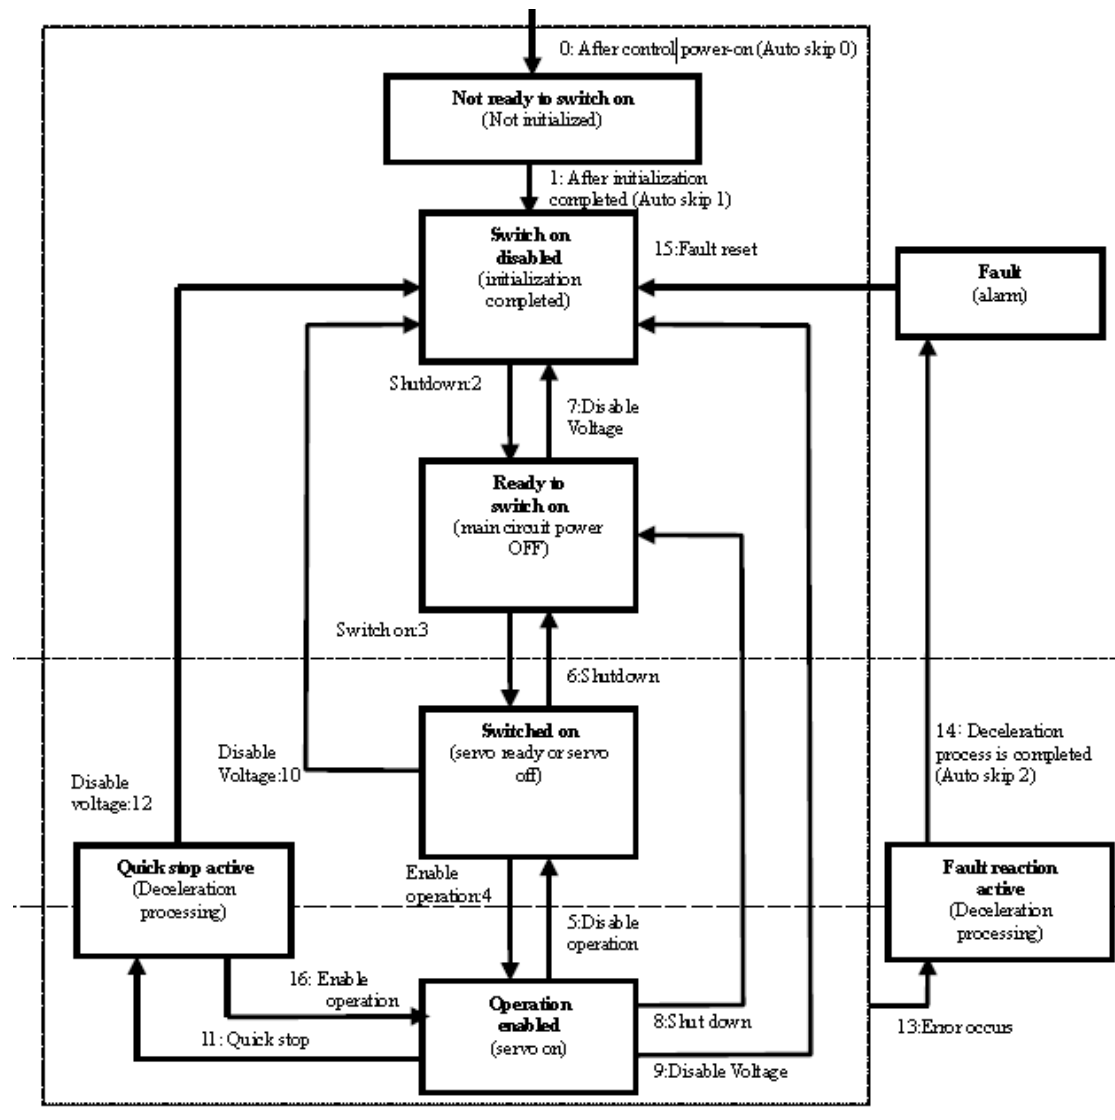 0: After control power-on (Auto skip 0)
Not ready to switch on
(Not initialized)
1: After initialization
completed (Auto skip 1)
Switch on
disabled
(initialization
completed)
15:Fault reset
Fault
(alarm)
Shutdown:2
7:Disable
Voltage
Ready to
switch on
(main circuit power
OFF)
Switch on:3
6:Shutdown
Switched on
(servo ready or servo
off)
Disable
Voltage:10
Disable
voltage:12
14: Deceleration
process is completed
(Auto skip 2)
Quick stop active
(Deceleration
processing)
Enable
operation:4
5:Disable
operation
Fault reaction
active
(Deceleration
processing)
16: Enable
operation
11: Quick stop
Operation
enabled
(servo on)
8:Shut down
9:Disable Voltage
13:Error occurs